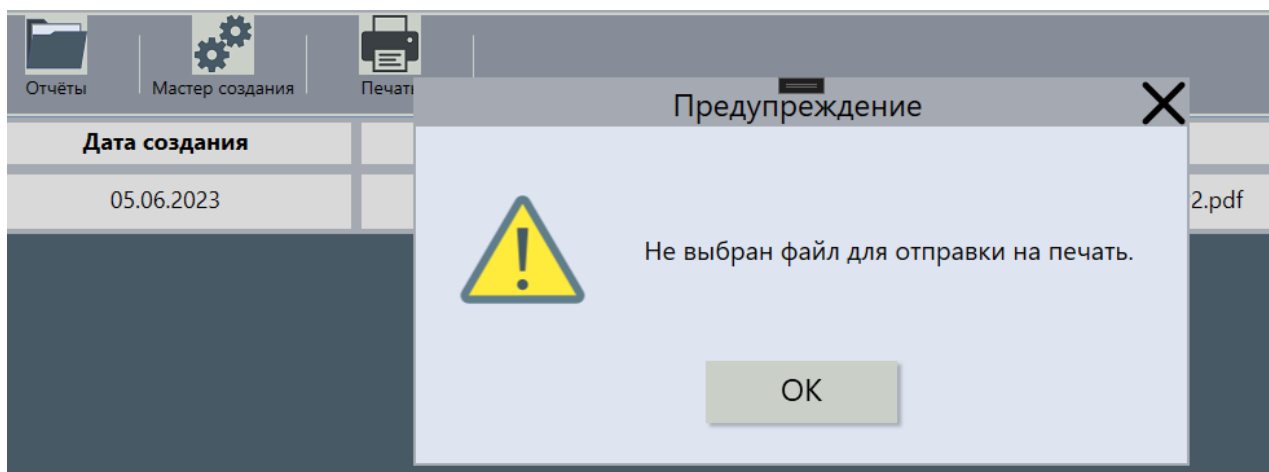 Отчёты
Мастер создания
Печать
Предупреждение
Дата создания
05.06.2023
2.pdf
Не выбран файл для отправки на печать.
ОК